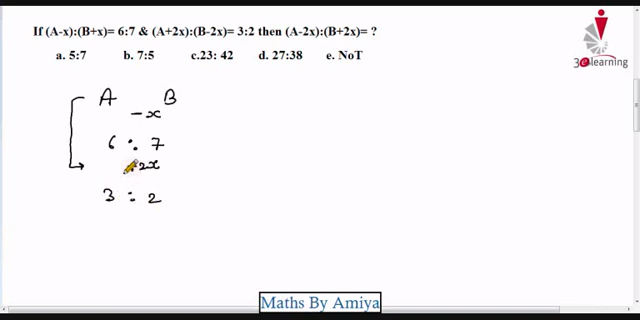 If (A-x):(B+x)= 6:7 & (A+2x):(B-2x)= 3:2 then (A-2x):(B+2x)= ?
a. 5:7 b. 7:5 c.23: 42 d. 27:38 e. NoT
3e learning
A B
-x
6 : 7
2x
3 : 2
Maths By Amiya